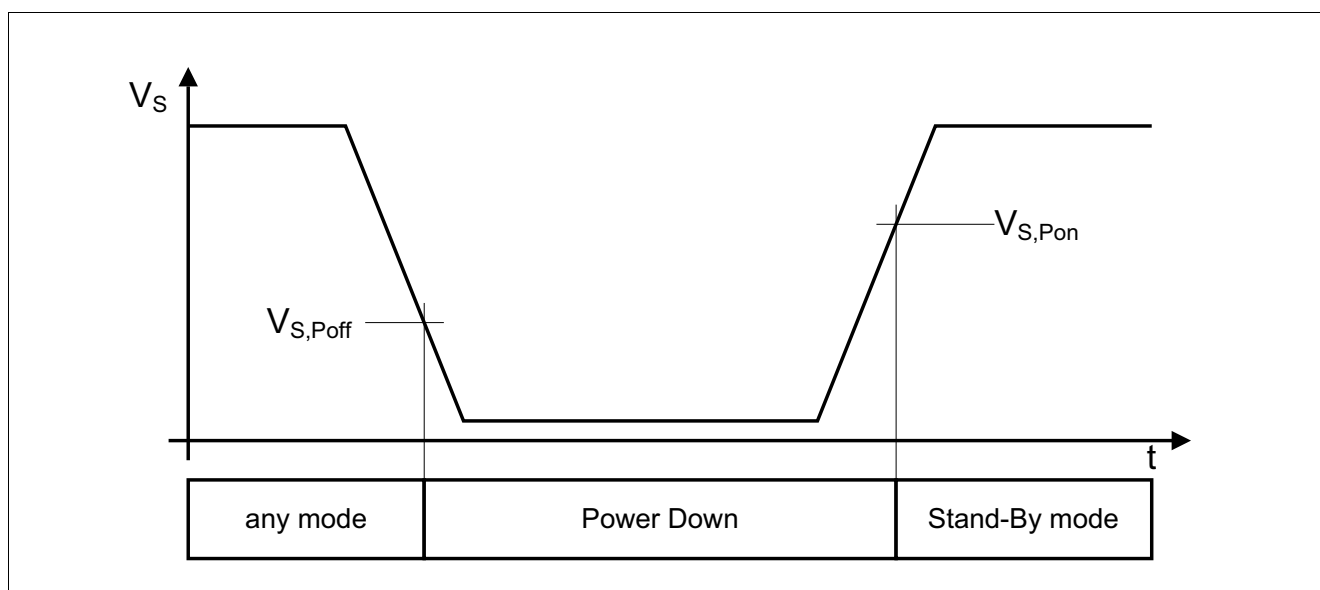 V_S
V_S,Pon
V_S,Poff
t
any mode
Power Down
Stand-By mode